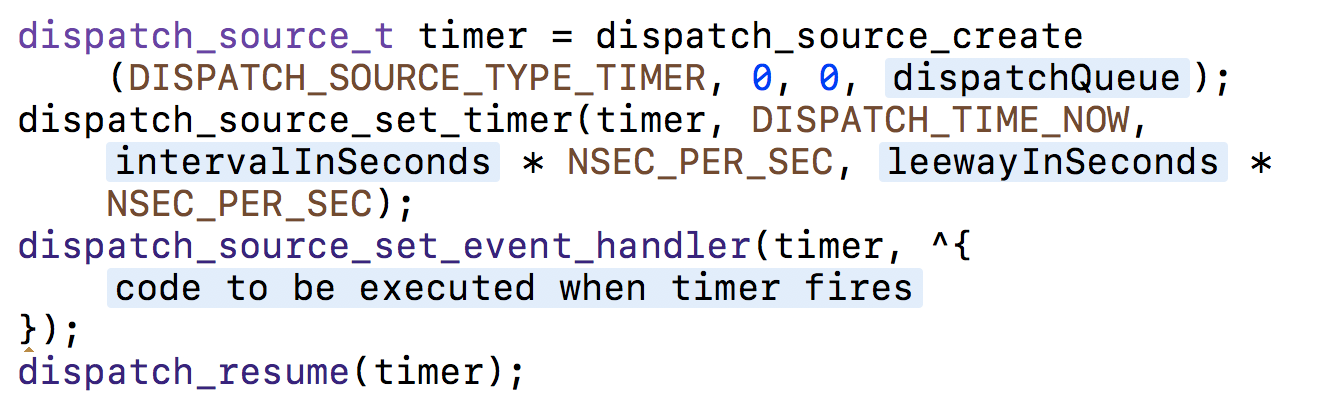 dispatch_source_t timer = dispatch_source_create
(DISPATCH_SOURCE_TYPE_TIMER, 0, 0, dispatchQueue);
dispatch_source_set_timer(timer, DISPATCH_TIME_NOW,
intervalInSeconds * NSEC_PER_SEC, leewayInSeconds *
NSEC_PER_SEC);
dispatch_source_set_event_handler(timer, ^{
code to be executed when timer fires
});
dispatch_resume(timer);